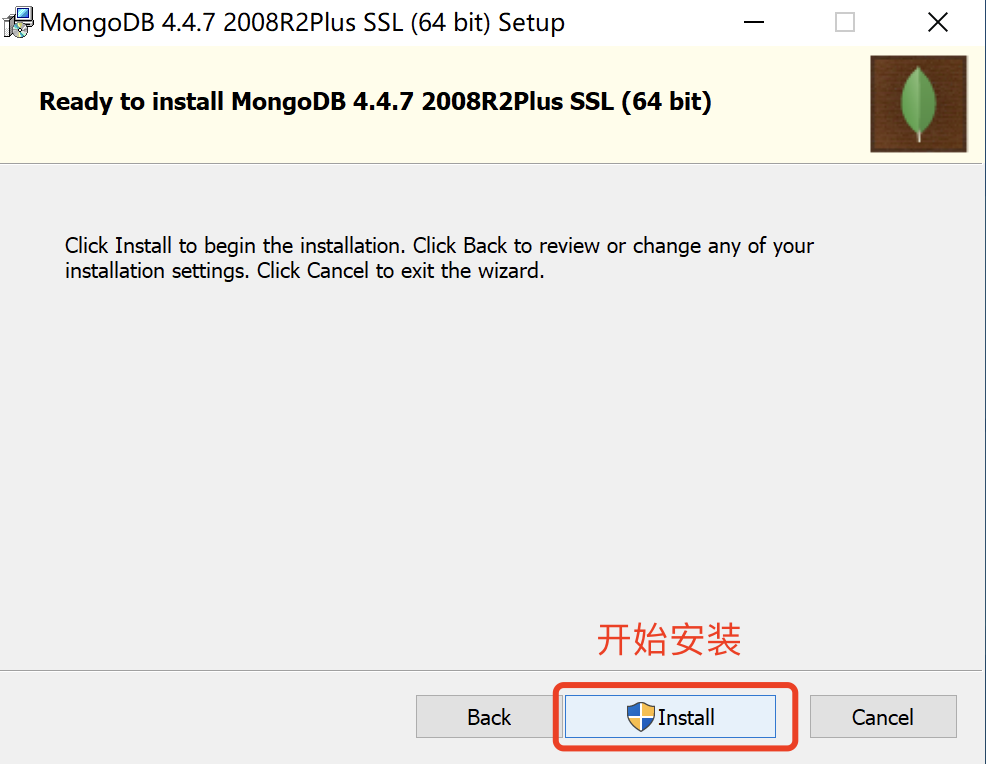 MongoDB 4.4.7 2008R2Plus SSL (64 bit) Setup
Ready to install MongoDB 4.4.7 2008R2Plus SSL (64 bit)
Click Install to begin the installation. Click Back to review or change any of your
installation settings. Click Cancel to exit the wizard.
开始安装
Back
Install
Cancel